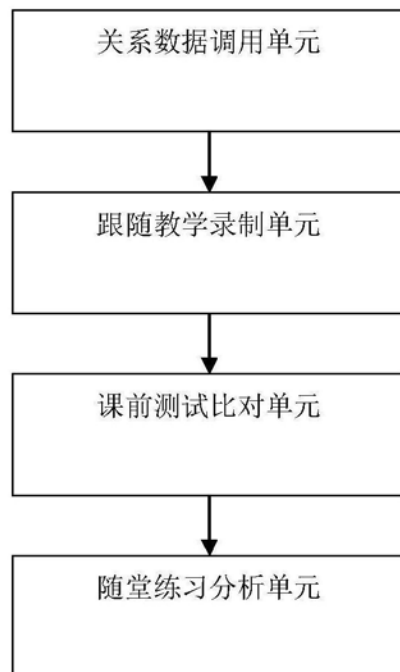 关系数据调用单元
跟随教学录制单元
课前测试比对单元
随堂练习分析单元